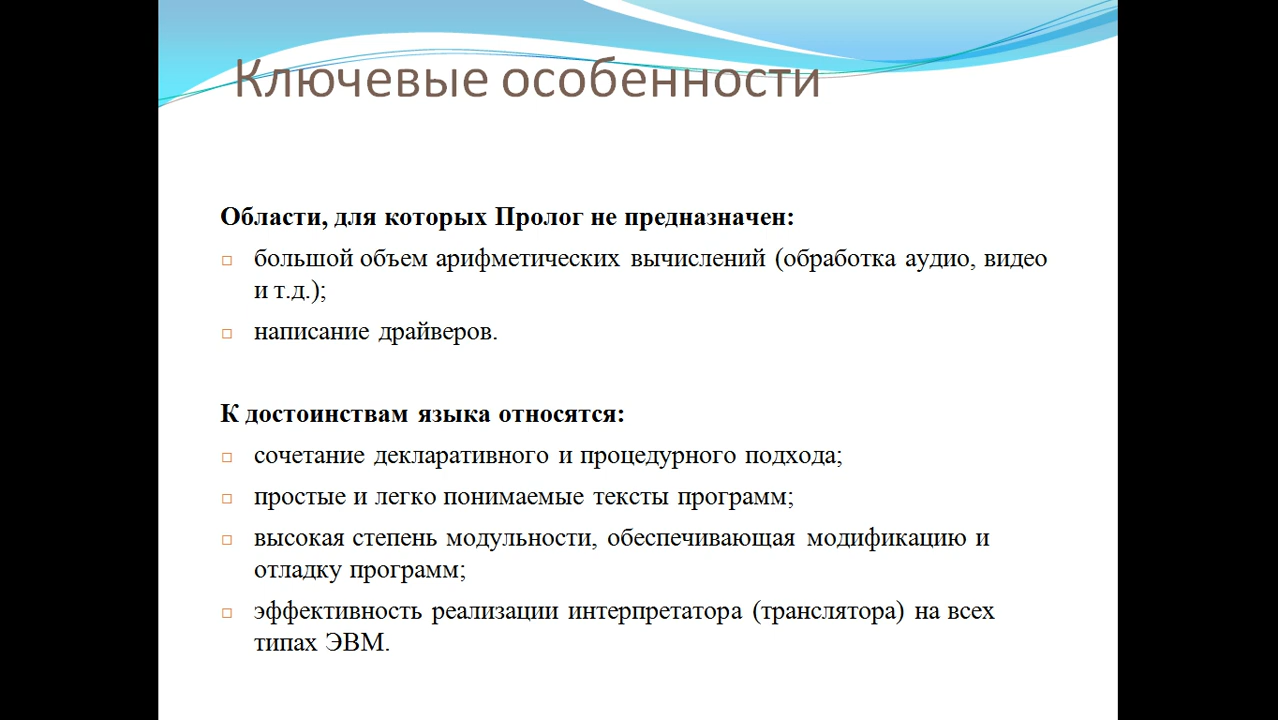 Ключевые особенности
Области, для которых Пролог не предназначен:
большой объем арифметических вычислений (обработка аудио, видео
и т.д.);
написание драйверов.
К достоинствам языка относятся:
сочетание декларативного и процедурного подхода;
простые и легко понимаемые тексты программ;
высокая степень модульности, обеспечивающая модификацию и
отладку программ;
эффективность реализации интерпретатора (транслятора) на всех
типах ЭВМ.